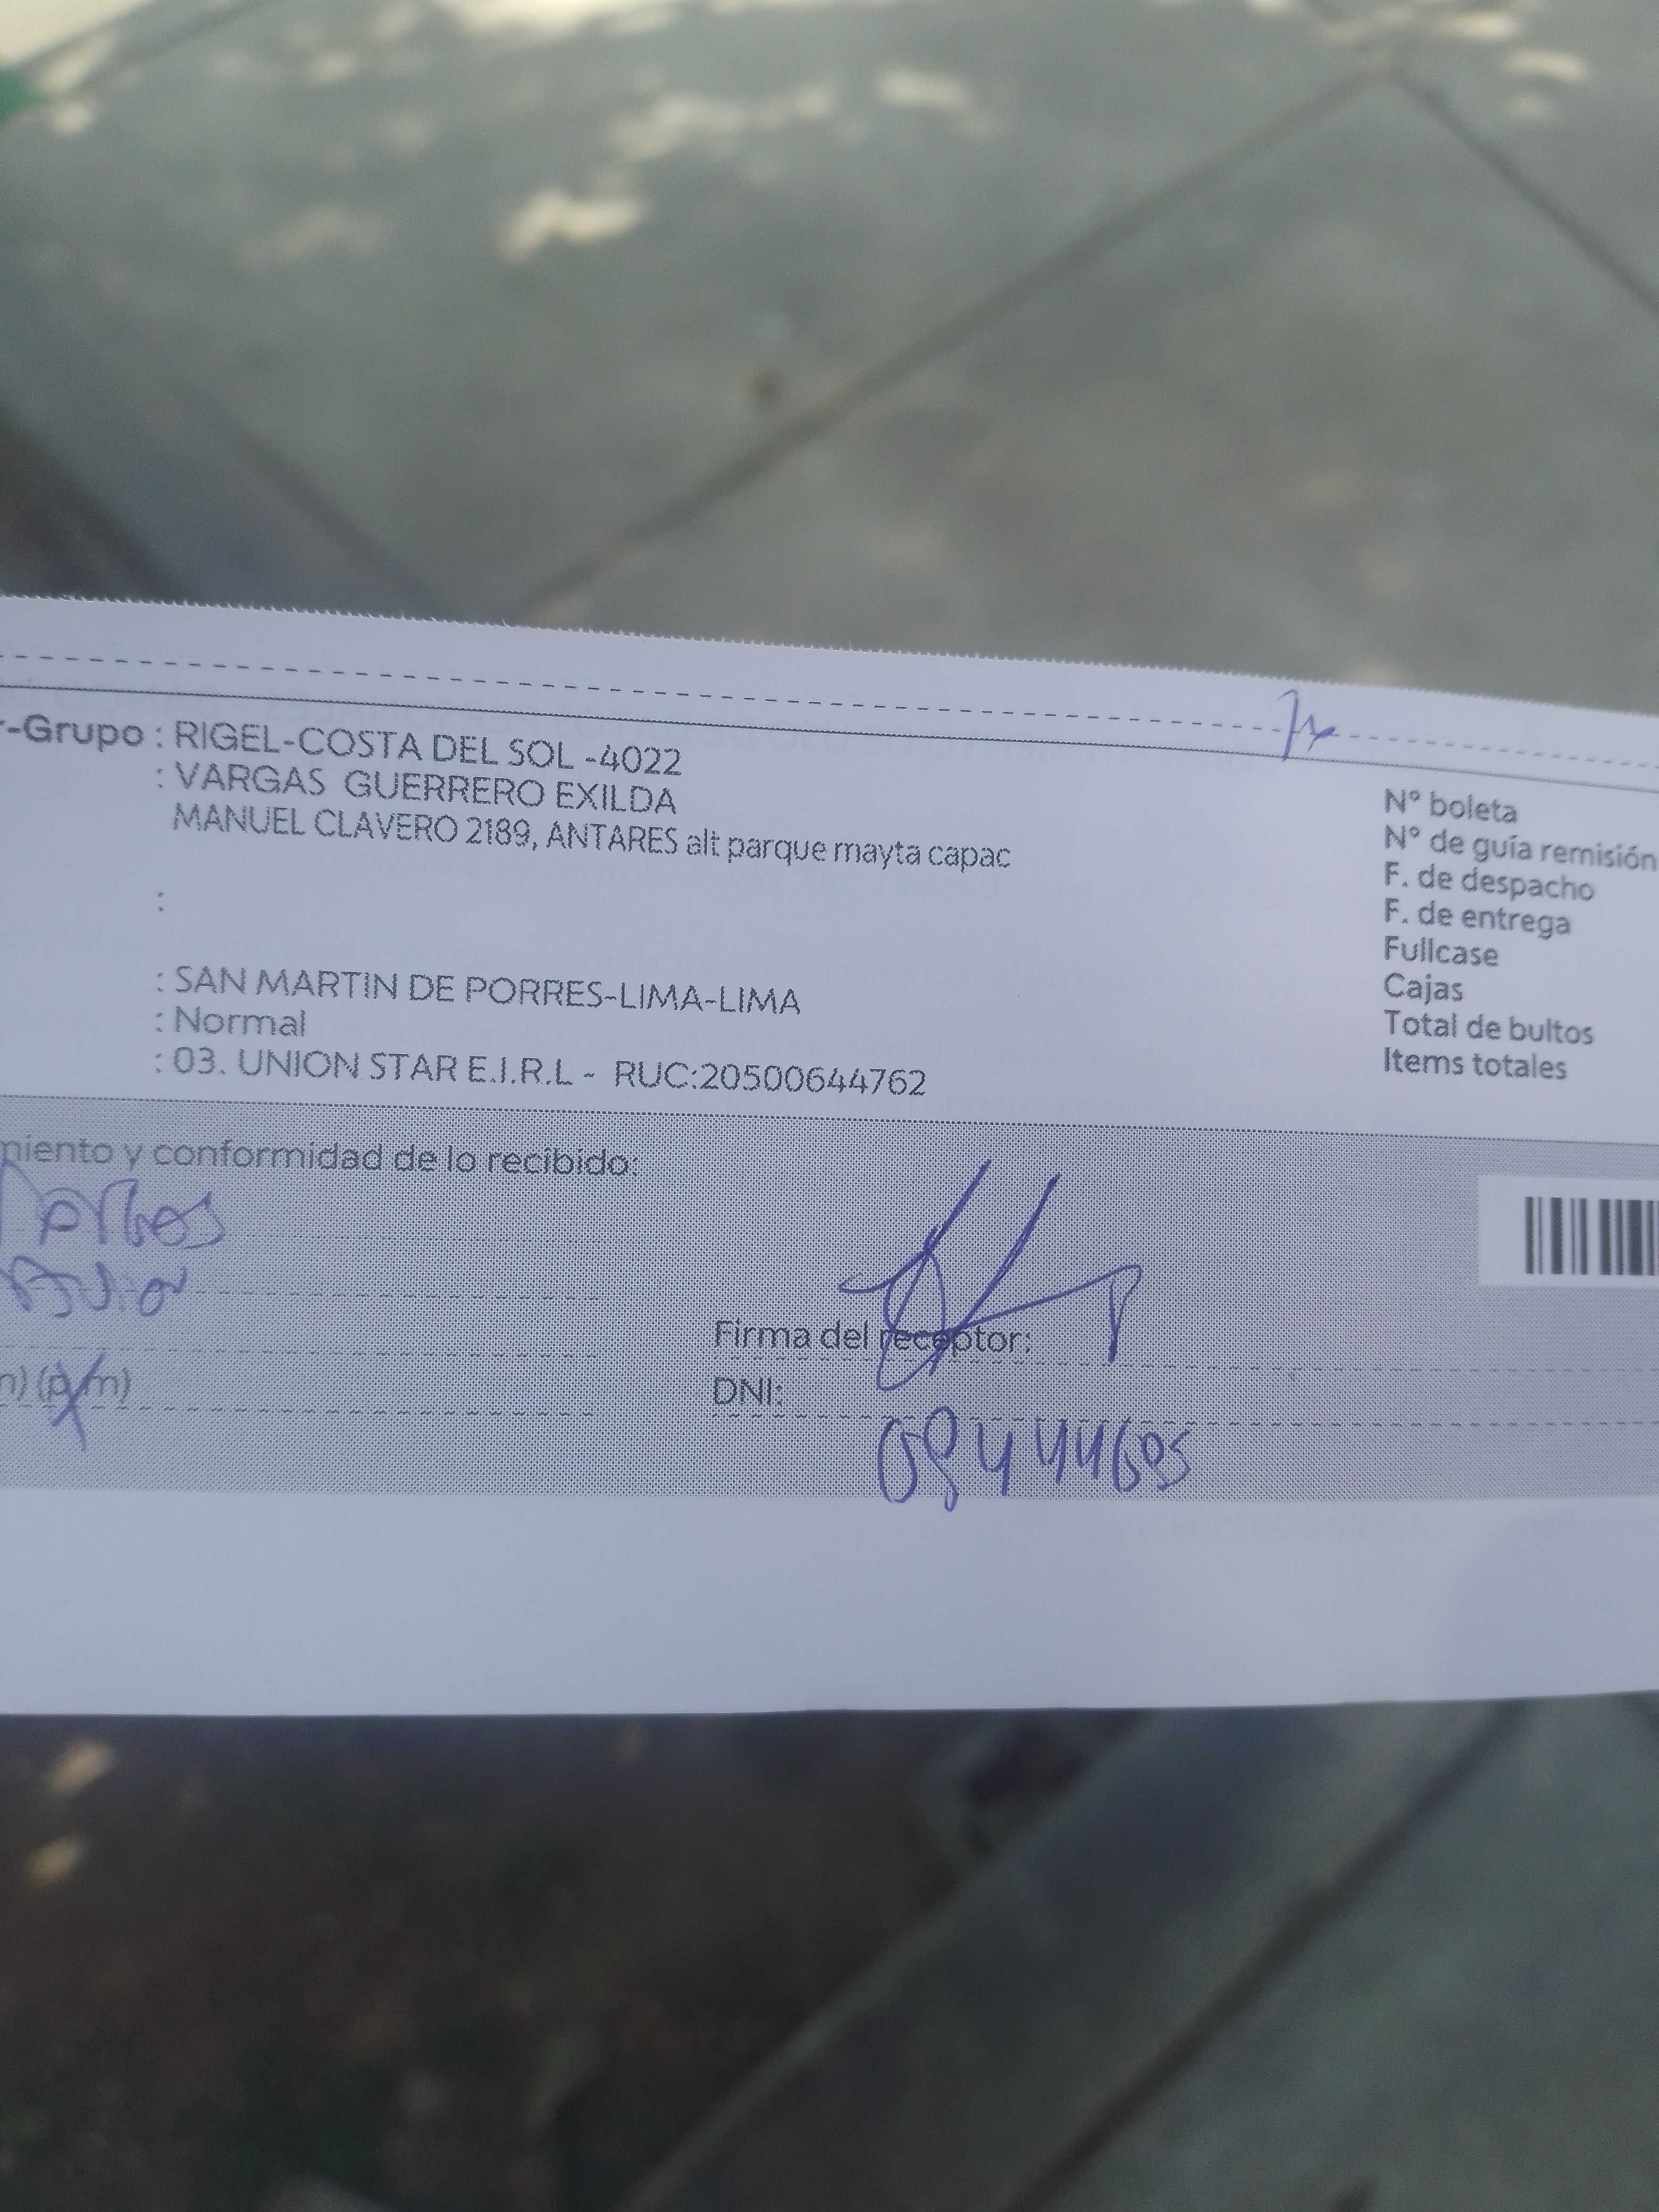 r-Grupo : RIGEL-COSTA DEL SOL -4022
: VARGAS GUERRERO EXILDA
MANUEL CLAVERO 2189, ANTARES alt parque mayta capac
:
: SAN MARTIN DE PORRES-LIMA-LIMA
: Normal
: 03. UNION STAR E.I.R.L - RUC:20500644762
N° boleta
N° de guía remisión
F. de despacho
F. de entrega
Fullcase
Cajas
Total de bultos
Items totales
miento y conformidad de lo recibido:
Firma del receptor:
m) (p/m)
DNI: